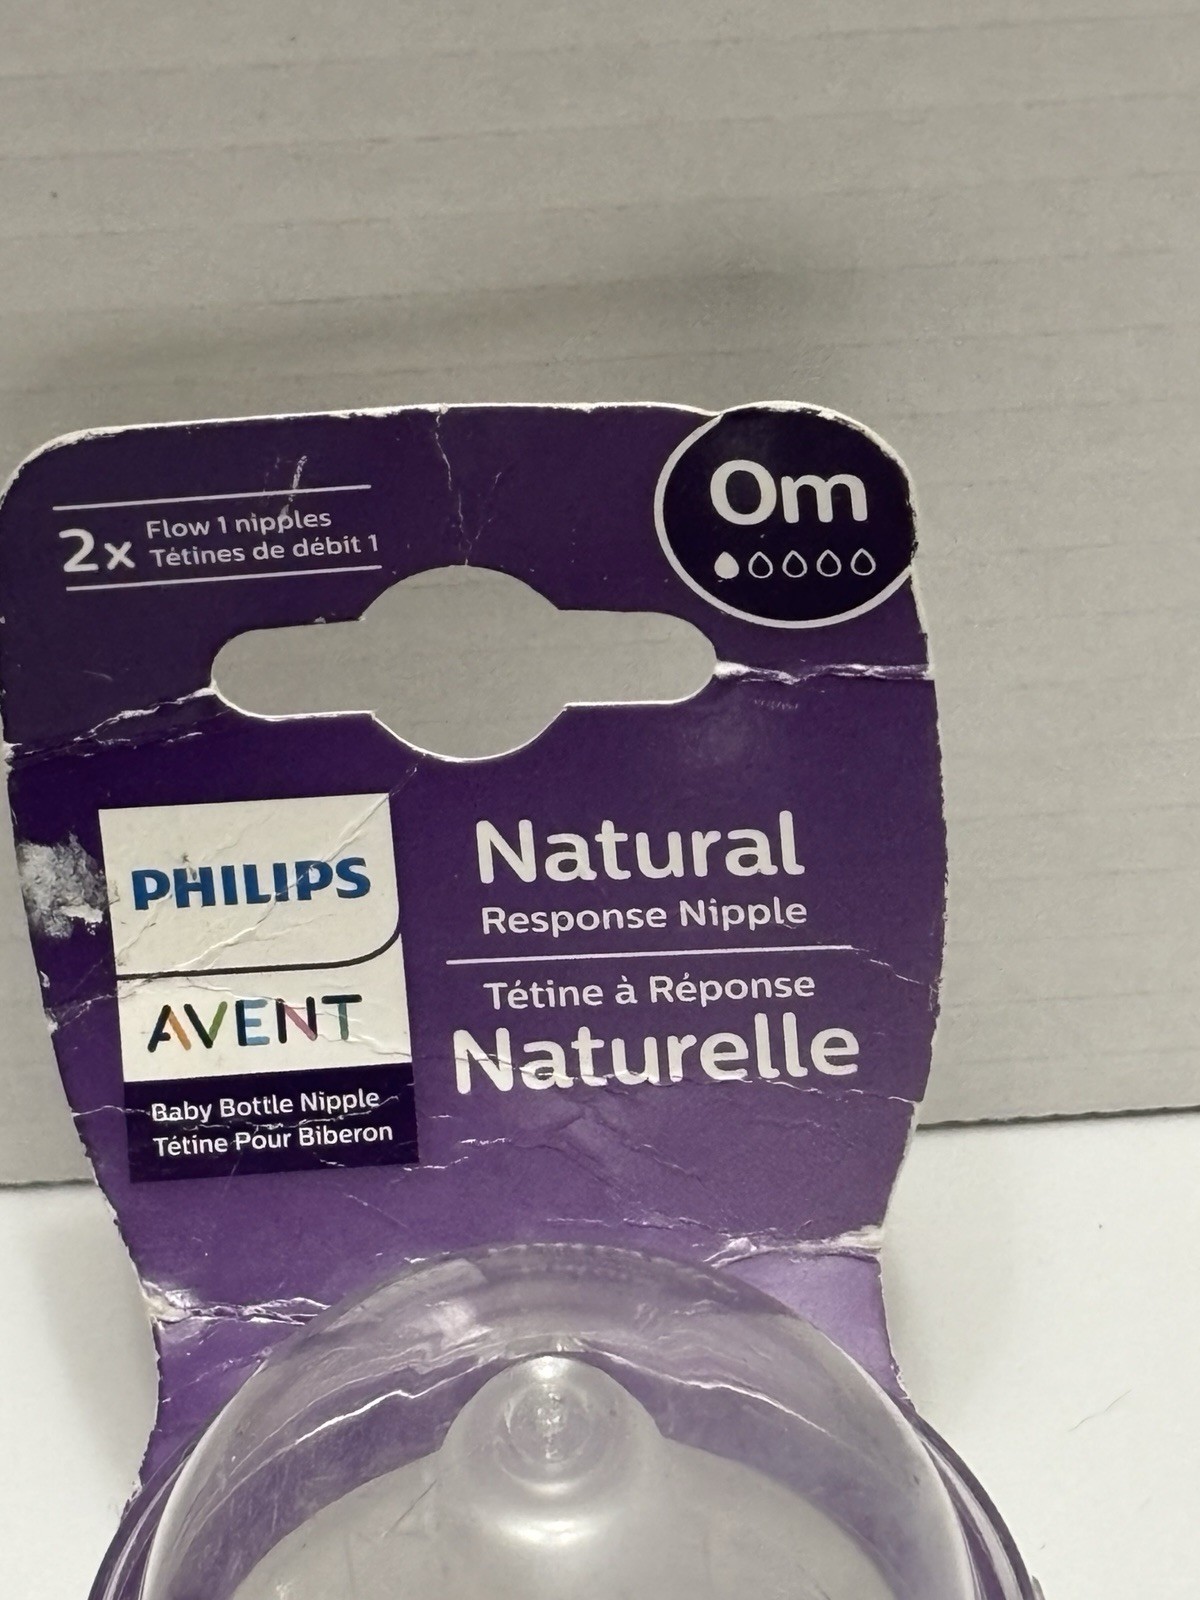 2x
Flow 1 nipples
Tétines de débit 1
0m
PHILIPS
AVENT
Baby Bottle Nipple
Tétine Pour Biberon
Natural
Response Nipple
Tétine à Réponse
Naturelle